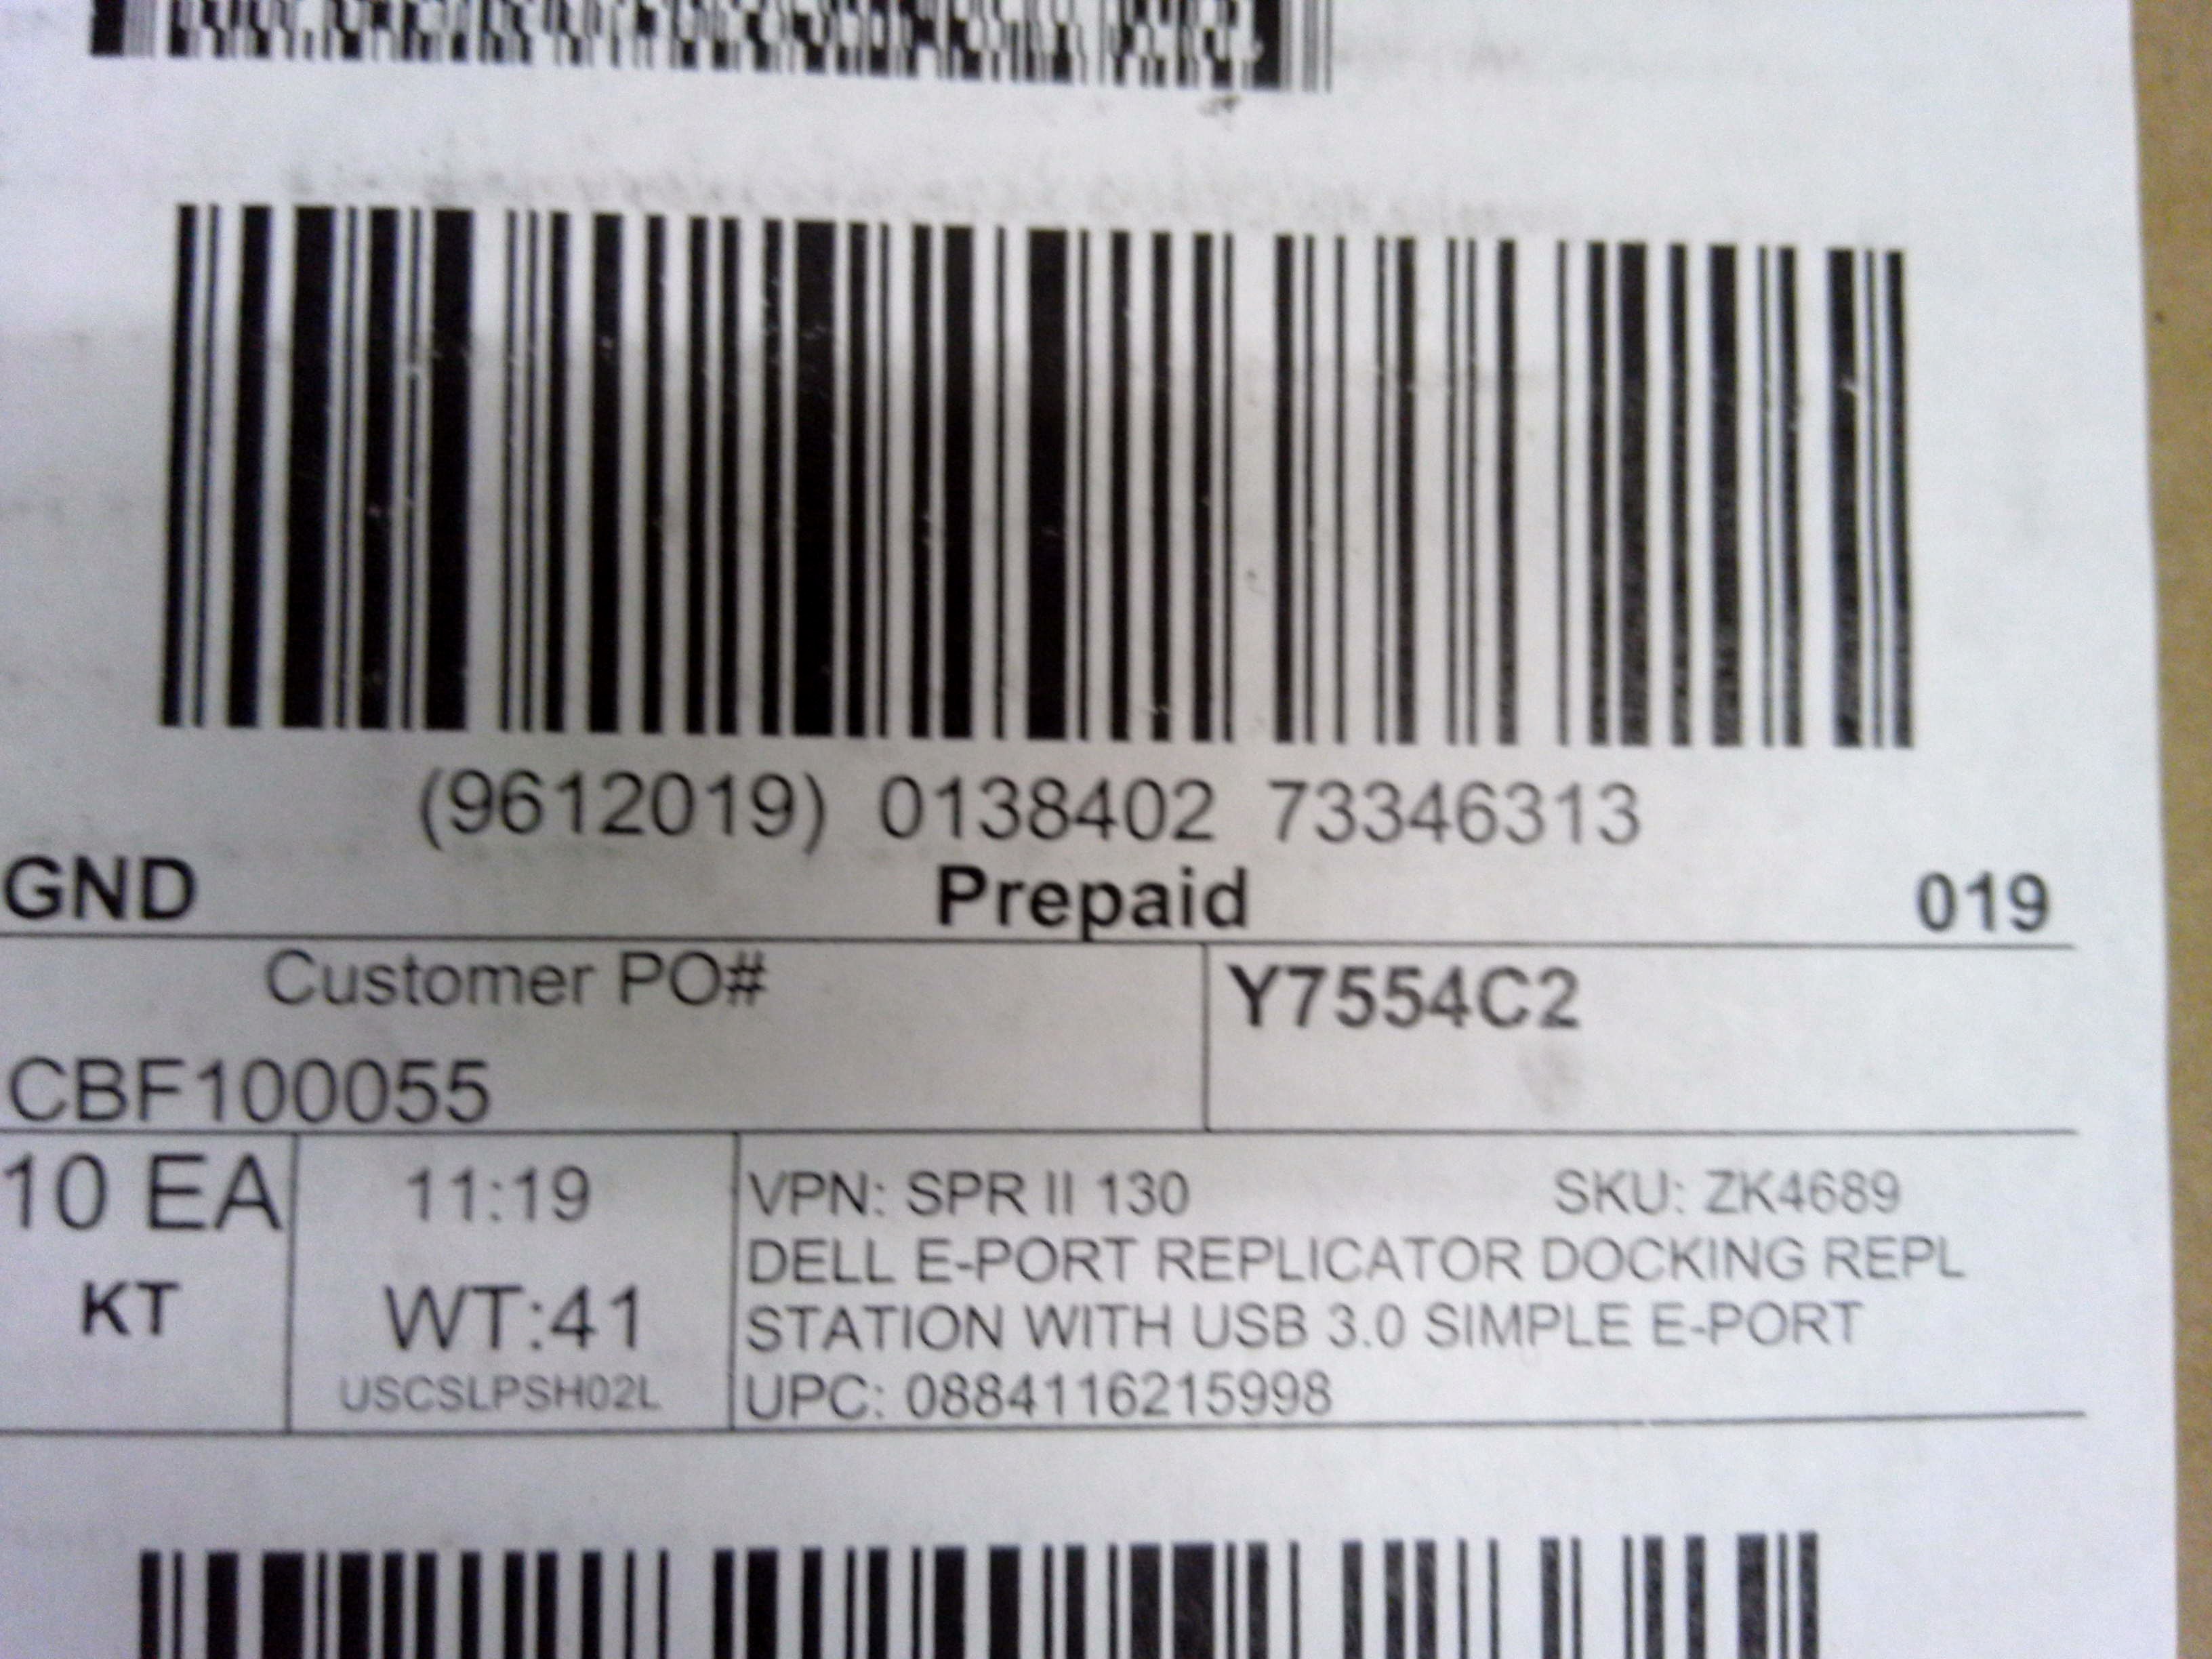 (9612019) 0138402 73346313
GND Prepaid 019
Customer PO# Y7554C2
CBF100055
10 EA 11:19 VPN: SPR II 130 SKU: ZK4689
DELL E-PORT REPLICATOR DOCKING REPL
KT WT:41 STATION WITH USB 3.0 SIMPLE E-PORT
USCSLPSH02L UPC: 0884116215998